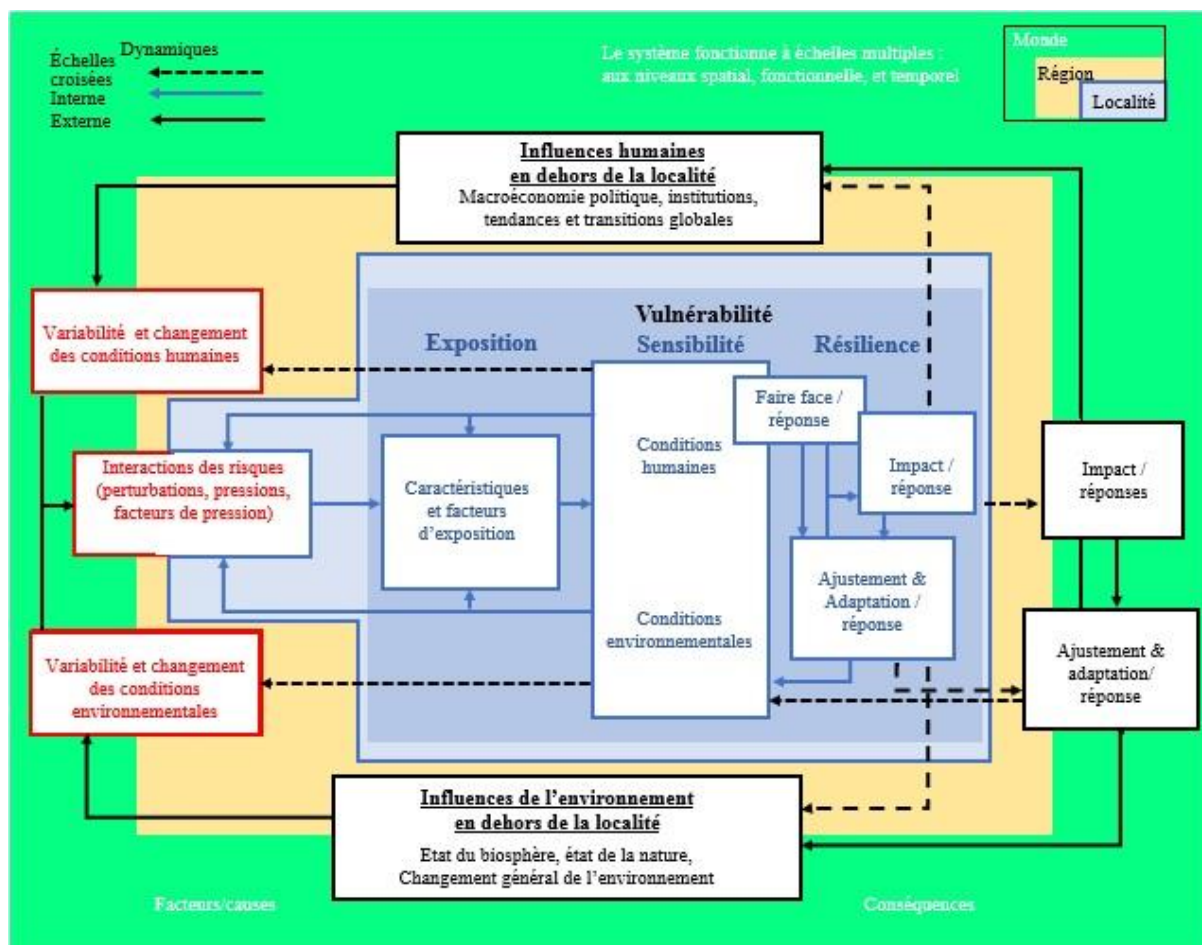 Dynamiques
Échelles
croisées
Interne
Externe
Le système fonctionne à échelles multiples :
aux niveaux spatial, fonctionnelle, et temporel
Monde
Région
Localité
Influences humaines
en dehors de la localité
Macroéconomie politique, institutions,
tendances et transitions globales
Variabilité et changement
des conditions humaines
Vulnérabilité
Exposition
Sensibilité
Résilience
Faire face /
réponse
Interactions des risques
(perturbations, pressions,
facteurs de pression)
Caractéristiques
et facteurs
d’exposition
Conditions
humaines
Impact /
réponse
Impact /
réponses
Ajustement &
Adaptation /
réponse
Conditions
environnementales
Ajustement &
adaptation/
réponse
Variabilité et changement
des conditions
environnementales
Influences de l’environnement
en dehors de la localité
Etat du biosphère, état de la nature,
Changement général de l’environnement
Facteurs/causes
Conséquences